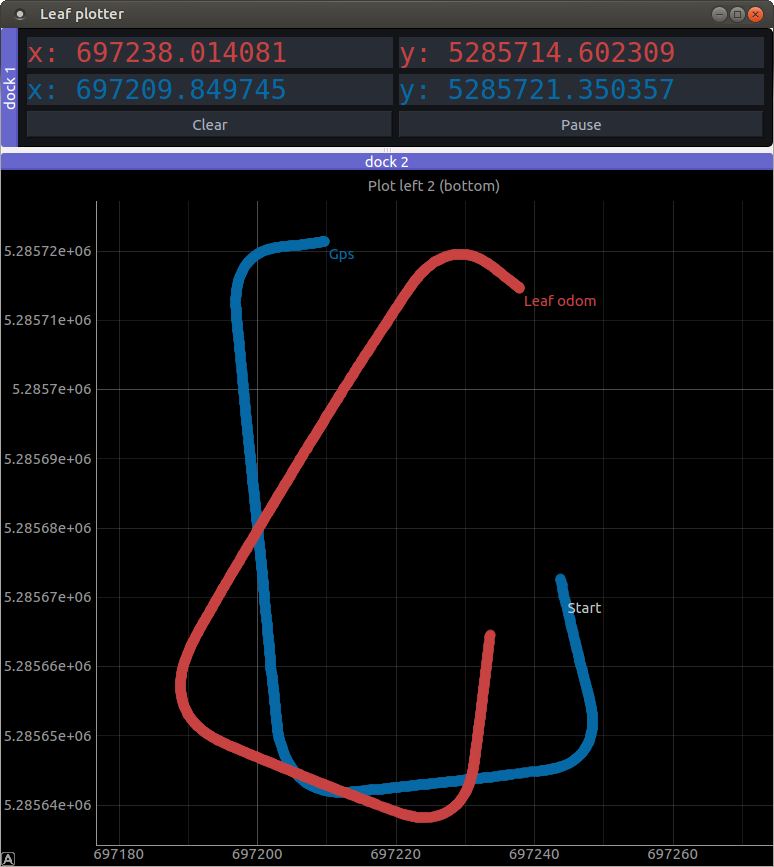 Leaf plotter
dock 1
x: 697238.014081 y: 5285714.602309
x: 697209.849745 y: 5285721.350357
Clear Pause
dock 2
Plot left 2 (bottom)
5.28572e+06
Gps
Leaf odom
5.28571e+06
5.2857e+06
5.28569e+06
5.28568e+06
5.28567e+06
Start
5.28566e+06
5.28565e+06
5.28564e+06
697180 697200 697220 697240 697260
A